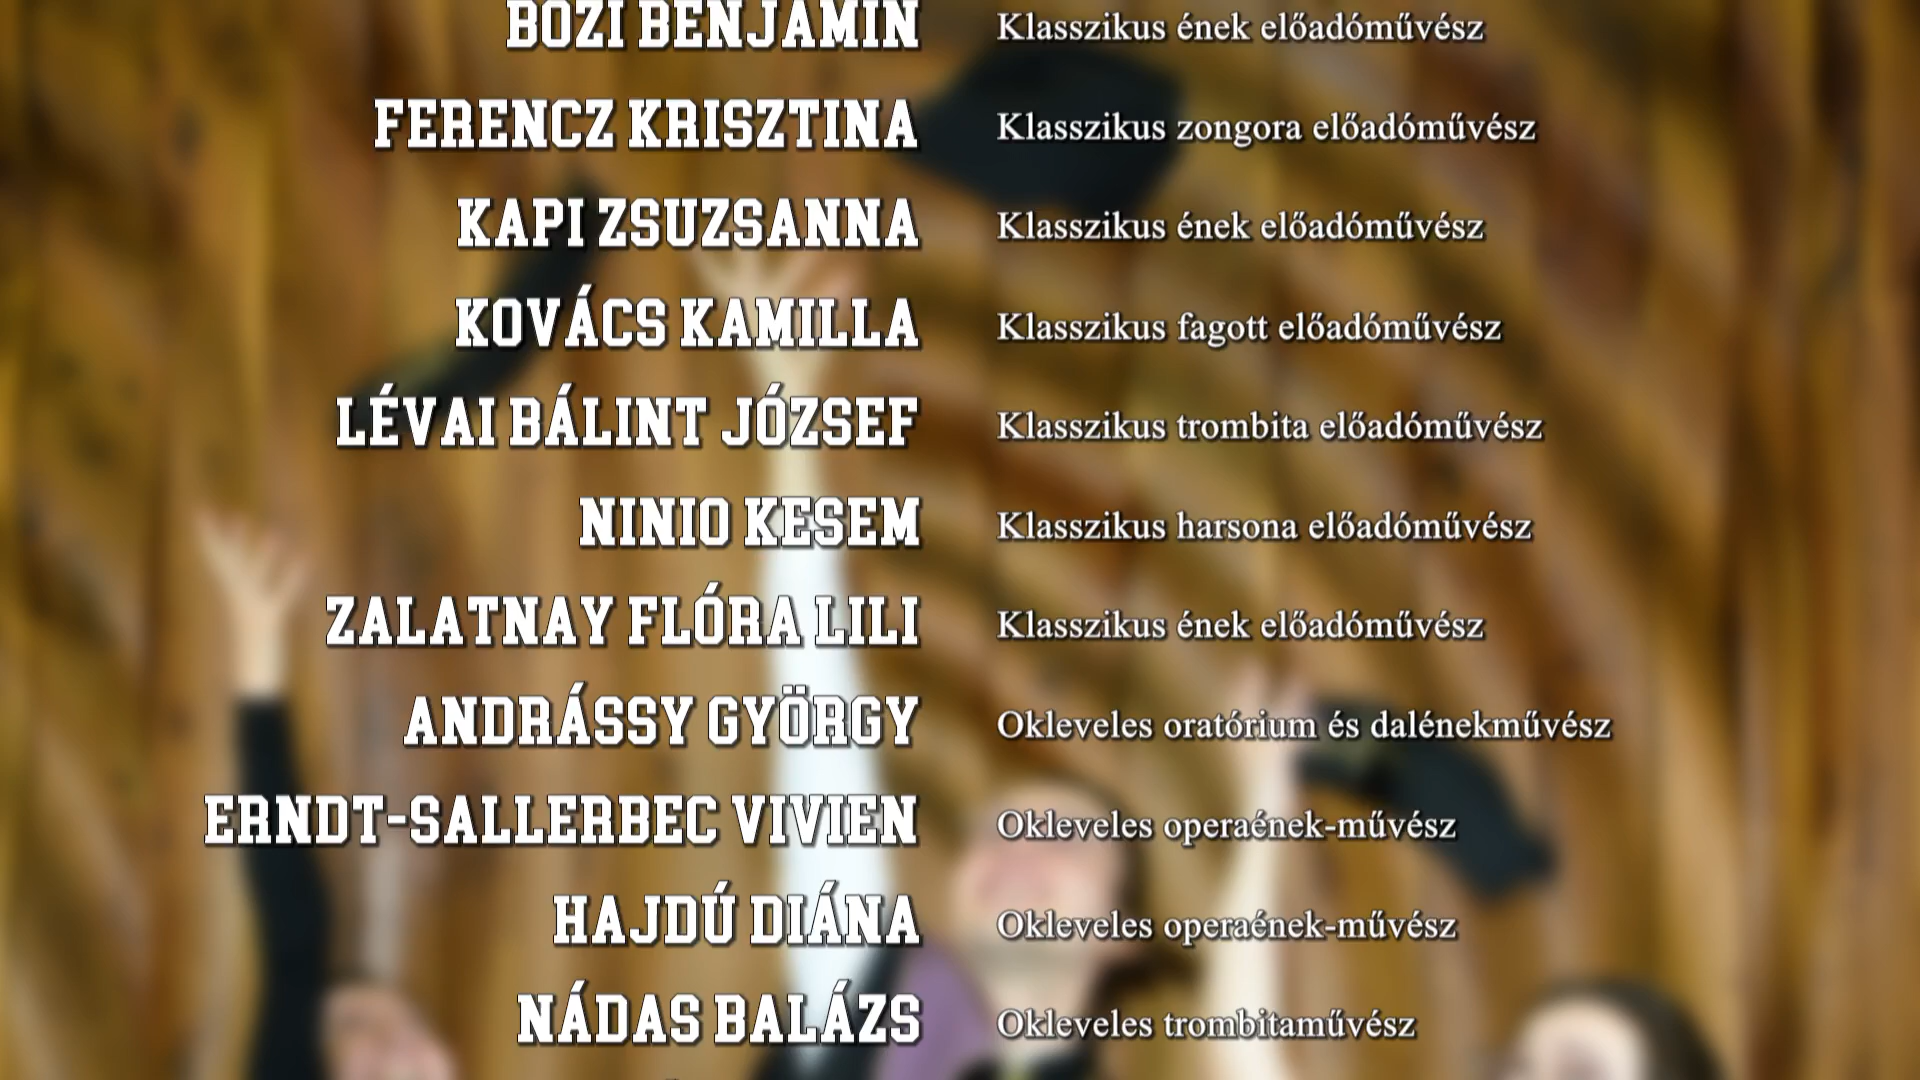 BOZI BENJAMIN Klasszikus ének előadóművész
FERENCZ KRISZTINA Klasszikus zongora előadóművész
KAPI ZSUZSANNA Klasszikus ének előadóművész
KOVÁCS KAMILLA Klasszikus fagott előadóművész
LÉVAI BÁLINT JÓZSEF Klasszikus trombita előadóművész
NINIO KESEM Klasszikus harsona előadóművész
ZALATNAY FLÓRA LILI Klasszikus ének előadóművész
ANDRÁSSY GYÖRGY Okleveles oratórium és dalénekművész
ERNDT-SALLERBEC VIVIEN Okleveles operaének-művész
HAJDÚ DIÁNA Okleveles operaének-művész
NÁDAS BALÁZS Okleveles trombitaművész